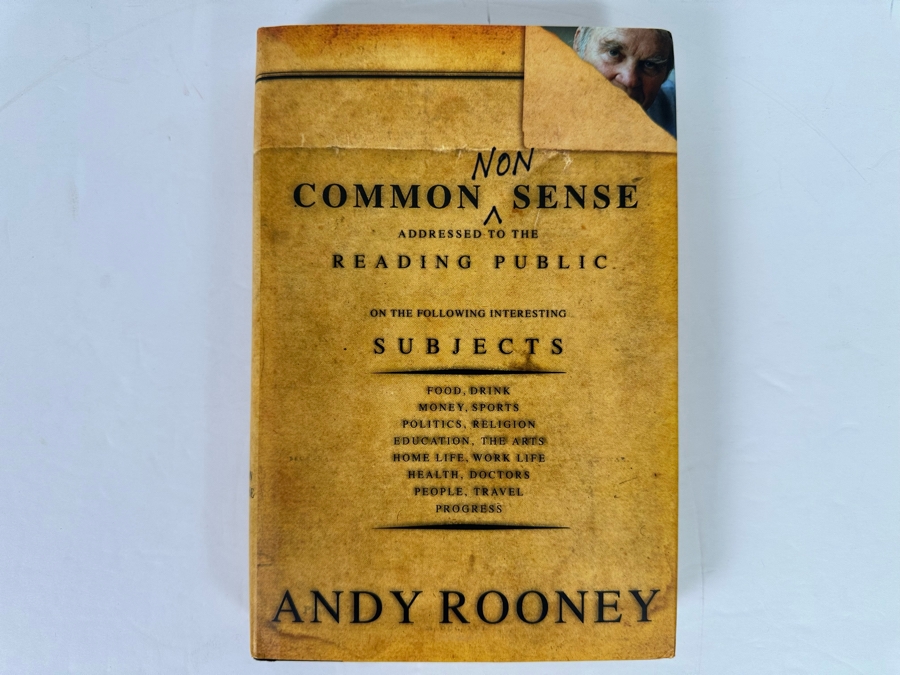 NON
COMMON ^ SENSE
ADDRESSED TO THE
READING PUBLIC
ON THE FOLLOWING INTERESTING
SUBJECTS
FOOD, DRINK
MONEY, SPORTS
POLITICS, RELIGION
EDUCATION, THE ARTS
HOME LIFE, WORK LIFE
HEALTH, DOCTORS
PEOPLE, TRAVEL
PROGRESS
ANDY ROONEY